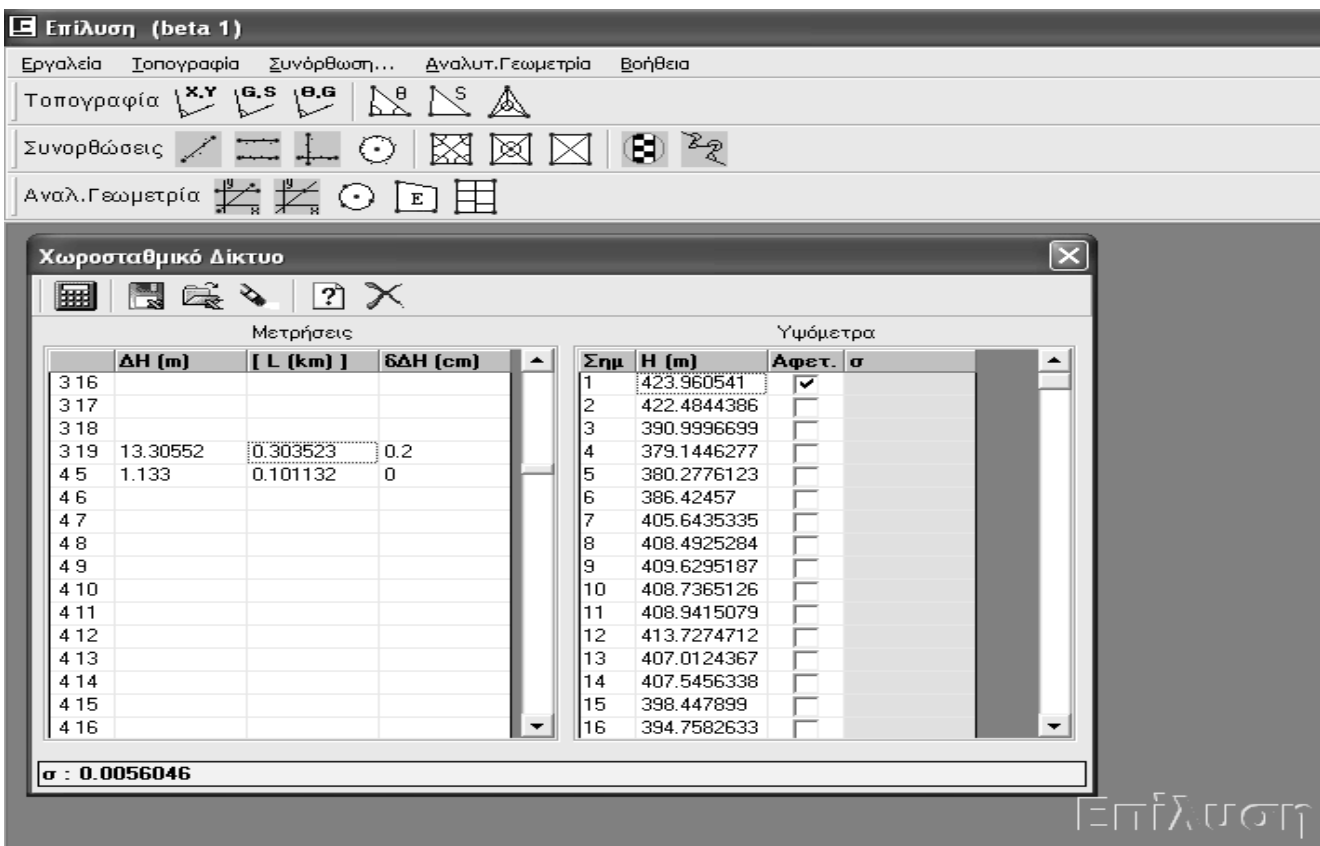 Επίλυση (beta 1)
Εργαλεία Τοπογραφία Συνόρθωση... Αναλυτ.Γεωμετρία Βοήθεια
Τοπογραφία X,Y G,S θ,G θ S
Συνορθώσεις
Αναλ.Γεωμετρία y x y x E
Χωροσταθμικό Δίκτυο
Μετρήσεις Υψόμετρα
ΔH (m) [ L (km) ] δΔH (cm) Σημ H (m) Αφετ. σ
3 16 1 423.960541
3 17 2 422.4844386
3 18 3 390.9996699
3 19 13.30552 0.303523 0.2 4 379.1446277
4 5 1.133 0.101132 0 5 380.2776123
4 6 6 386.42457
4 7 7 405.6435335
4 8 8 408.4925284
4 9 9 409.6295187
4 10 10 408.7365126
4 11 11 408.9415079
4 12 12 413.7274712
4 13 13 407.0124367
4 14 14 407.5456338
4 15 15 398.447899
4 16 16 394.7582633
σ : 0.0056046
Επίλυση